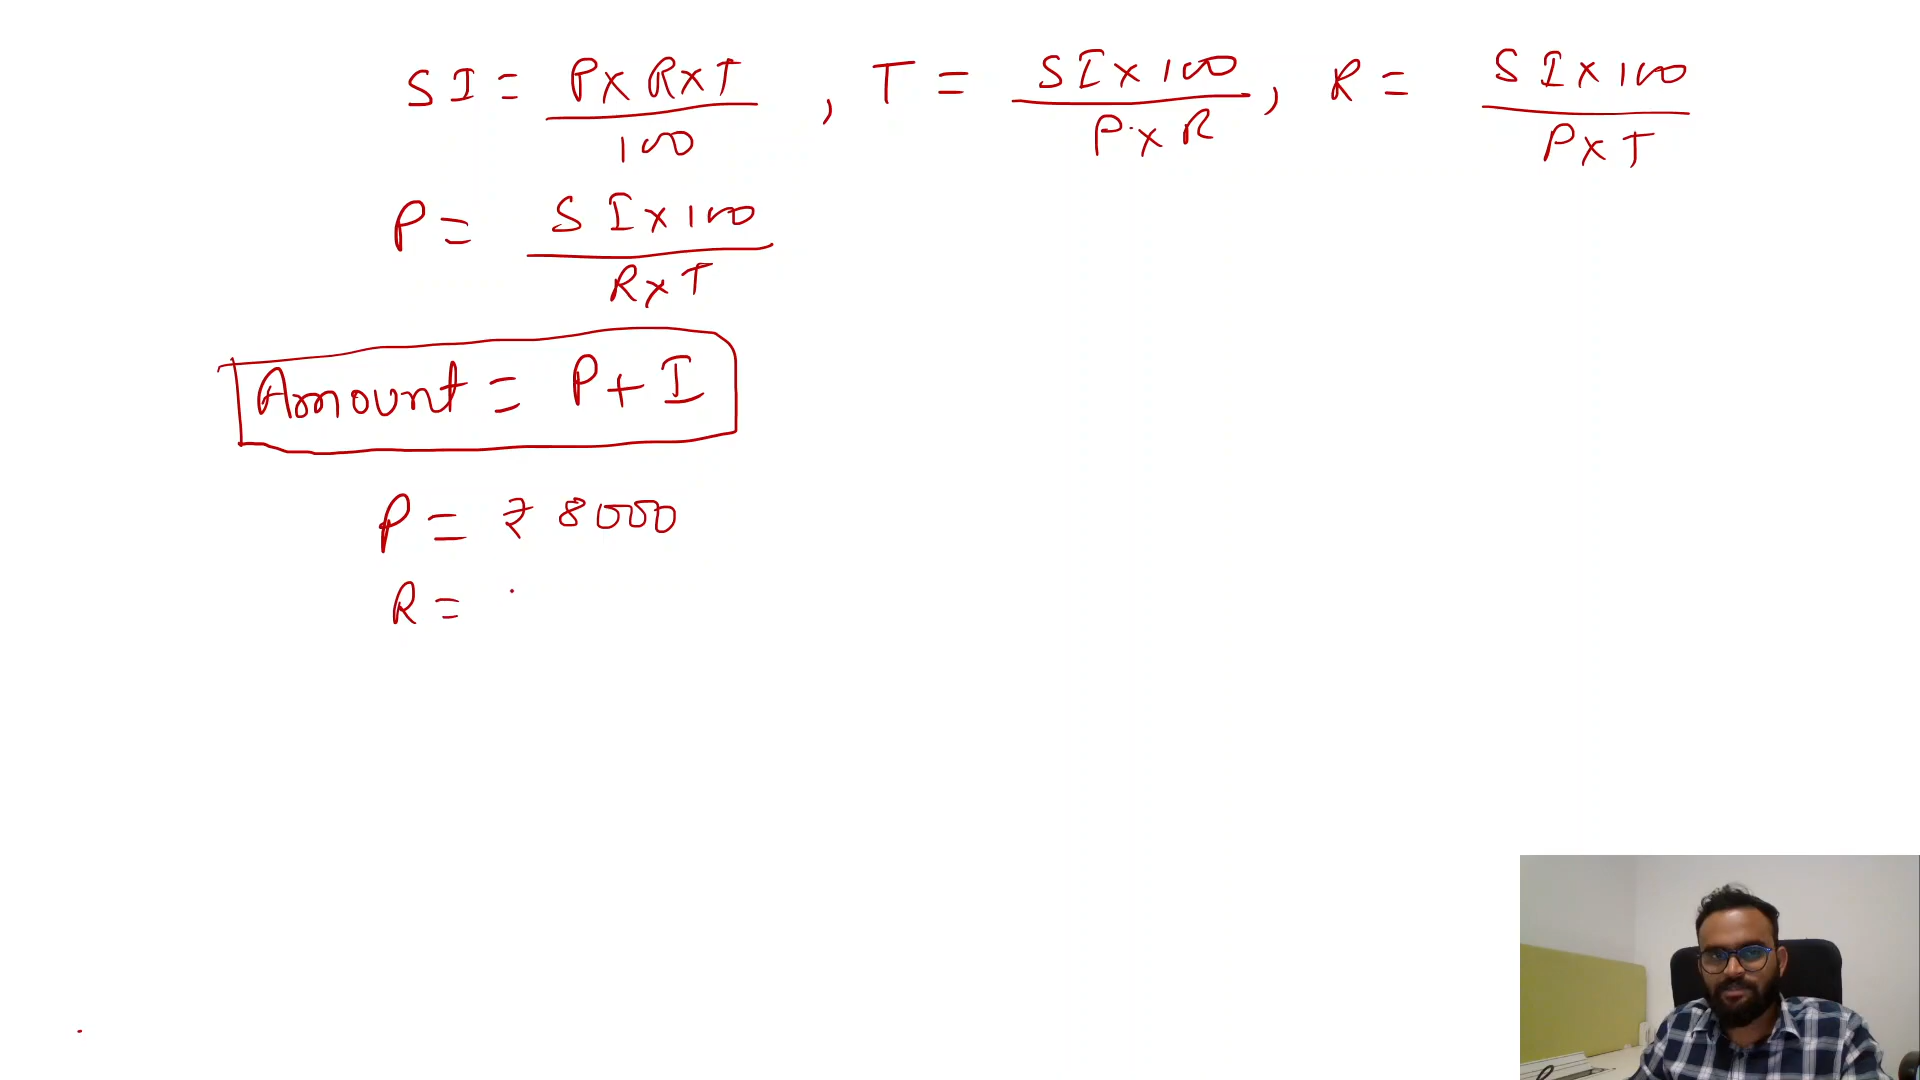 SI = P×R×T/100 , T = SI×100/P×R , R = SI×100/P×T
P = SI×100/R×T
Amount = P+I
P = ₹ 8000
R =